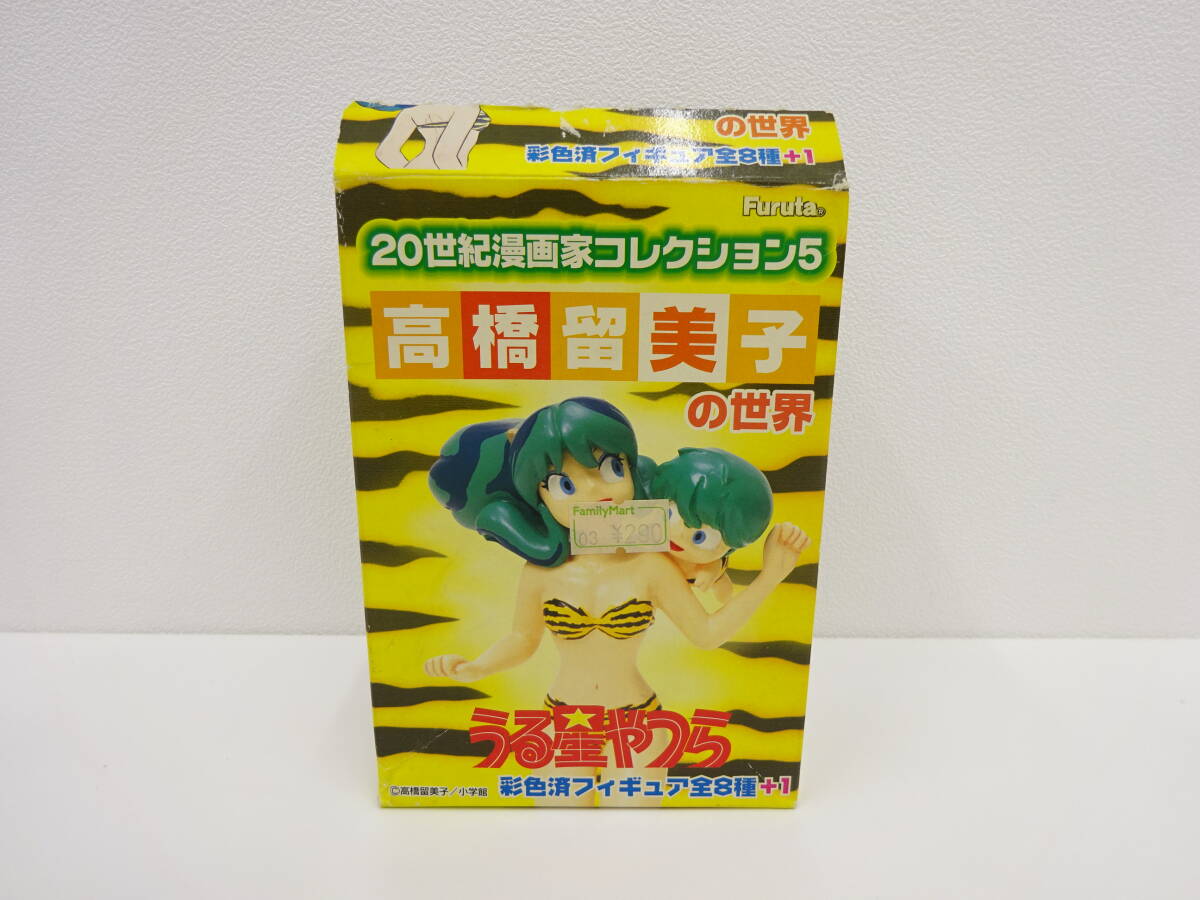 の世界
彩色済フィギュア全8種+1
Furuta®
20世紀漫画家コレクション5
高橋留美子
の世界
FamilyMart
03 ¥290
うる星やつら
©高橋留美子/小学館
彩色済フィギュア全8種+1